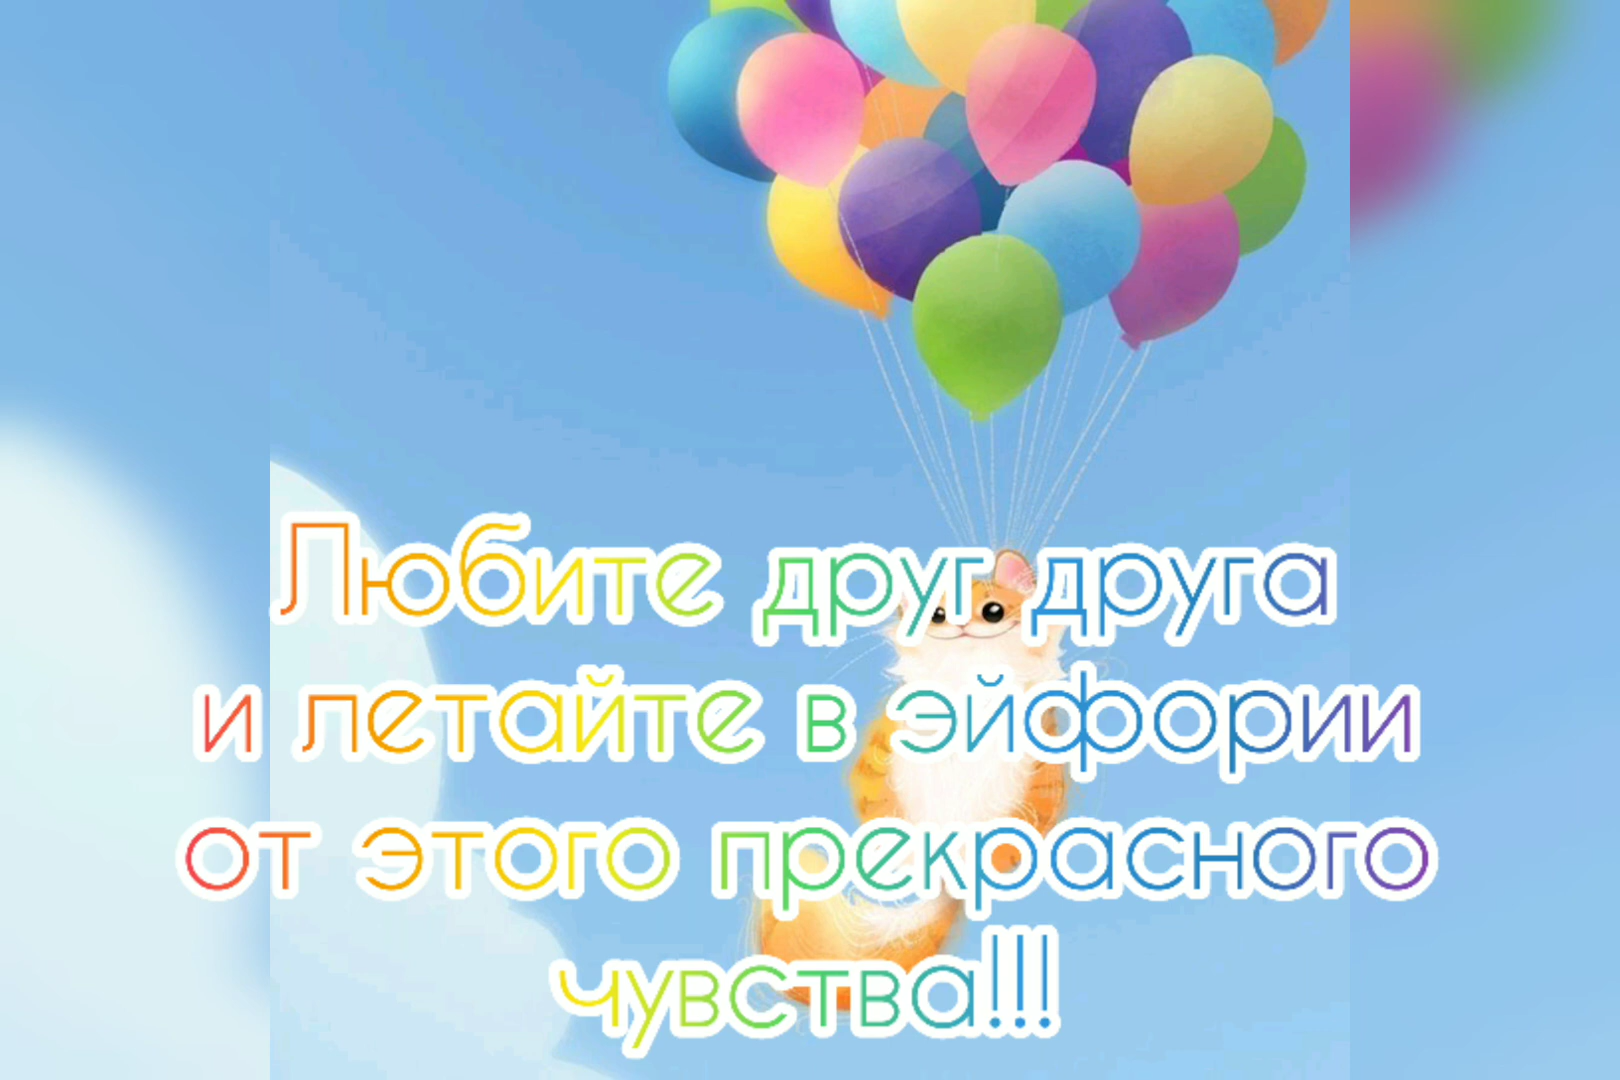 Любите друг друга
и летайте в эйфории
от этого прекрасного
чувства!!!